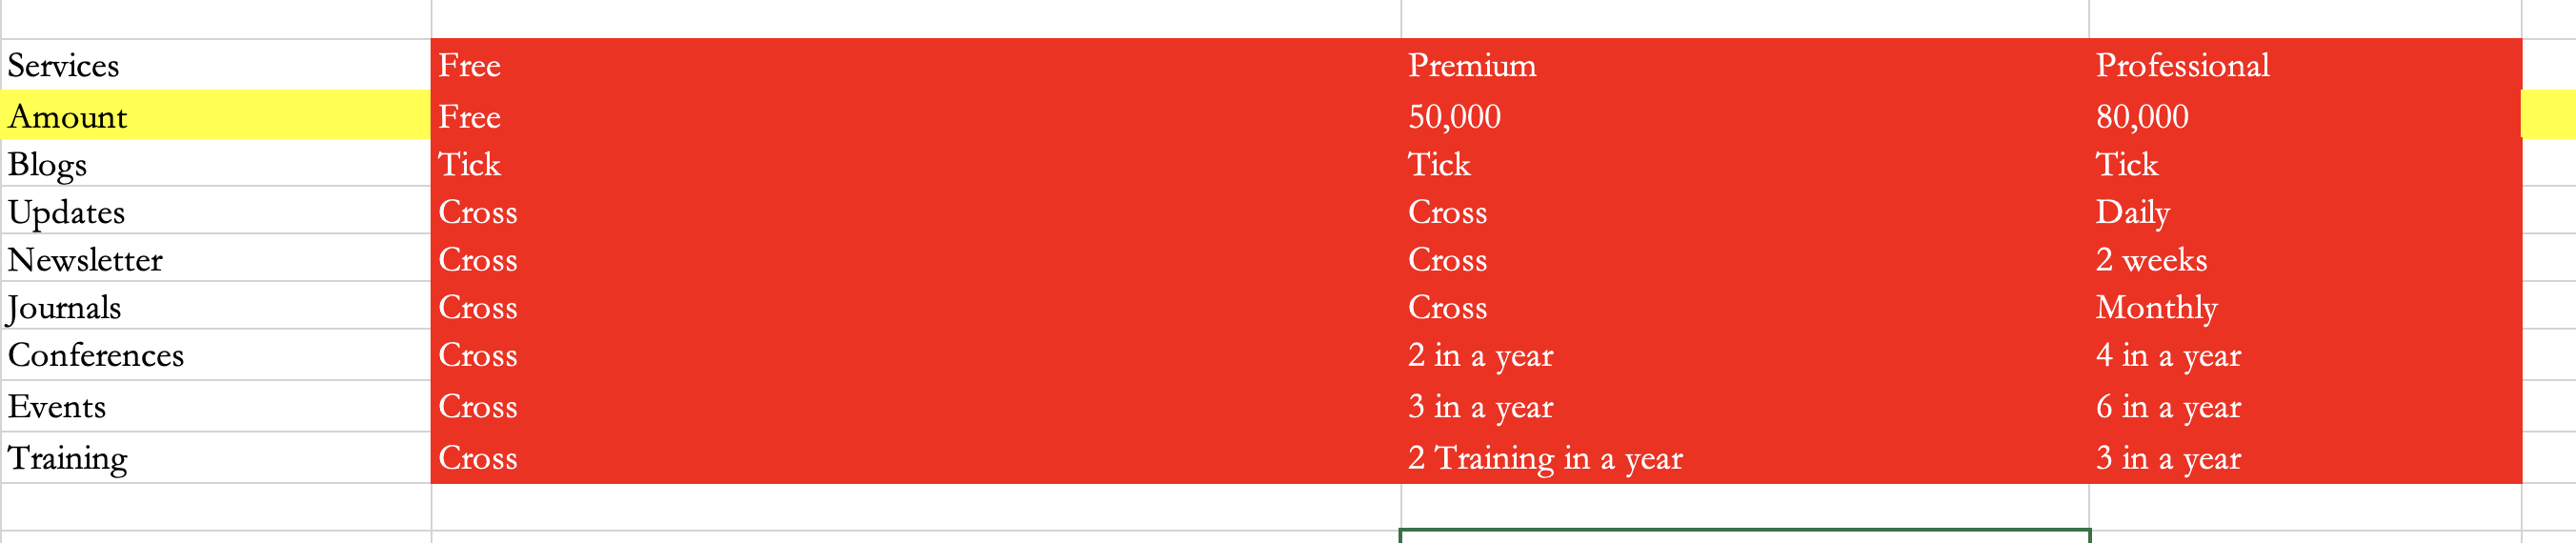 Services Free Premium Professional
Amount Free 50,000 80,000
Blogs Tick Tick Tick
Updates Cross Cross Daily
Newsletter Cross Cross 2 weeks
Journals Cross Cross Monthly
Conferences Cross 2 in a year 4 in a year
Events Cross 3 in a year 6 in a year
Training Cross 2 Training in a year 3 in a year